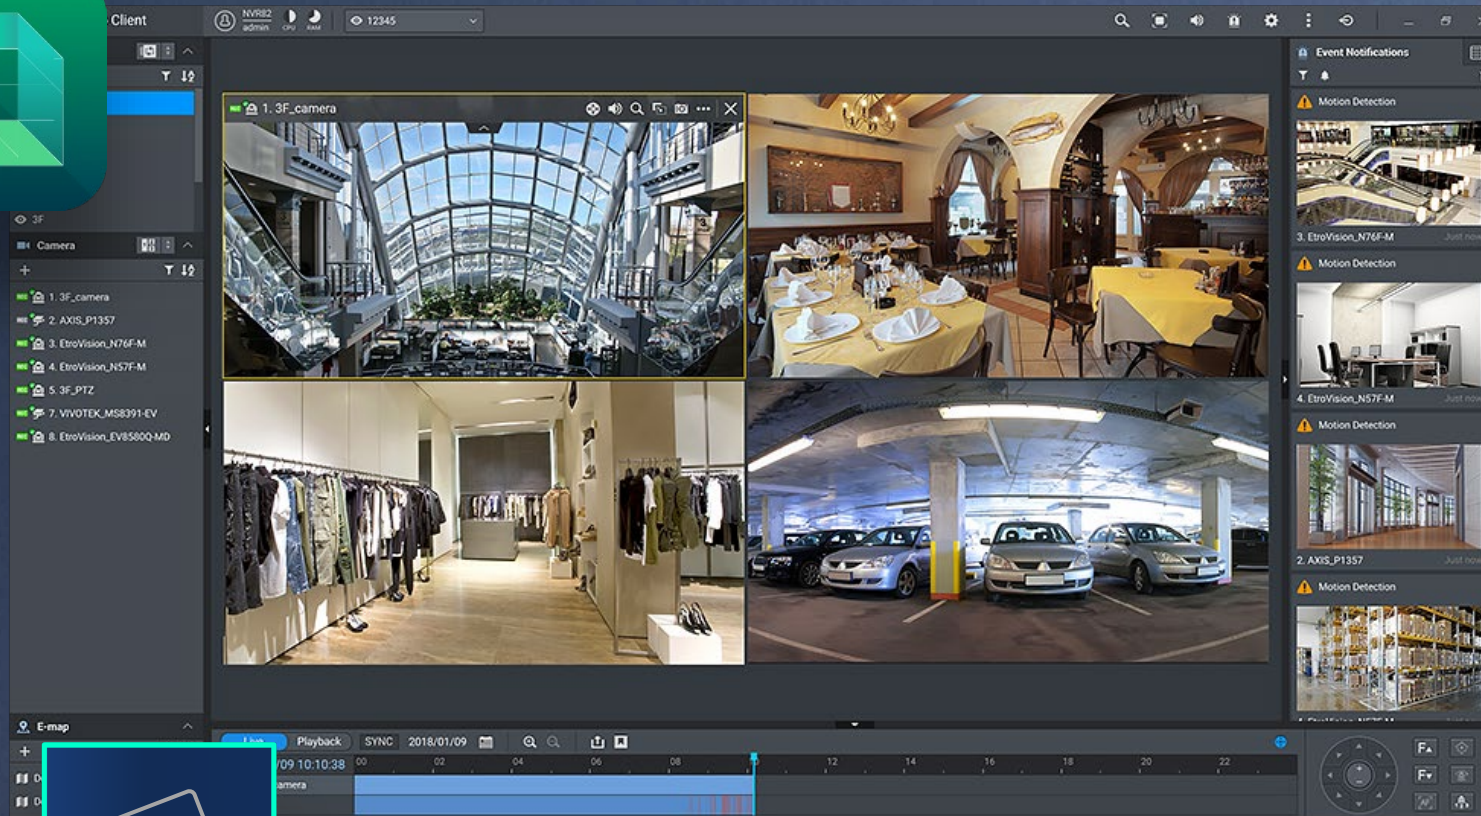 Client
NVR82
admin
CPU
RAM
12345
3F
Camera
1. 3F_camera
2. AXIS_P1357
3. EtroVision_N76F-M
4. EtroVision_N57F-M
5. 3F_PTZ
7. VIVOTEK_MS8391-EV
8. EtroVision_EV8580Q-MD
E-map
1. 3F_camera
Event Notifications
Motion Detection
3. EtroVision_N76F-M Just now
Motion Detection
4. EtroVision_N57F-M Just now
Motion Detection
2. AXIS_P1357 Just now
Motion Detection
Live Playback SYNC 2018/01/09
/09 10:10:38 00 02 04 06 08 12 14 16 18 20 22
amera